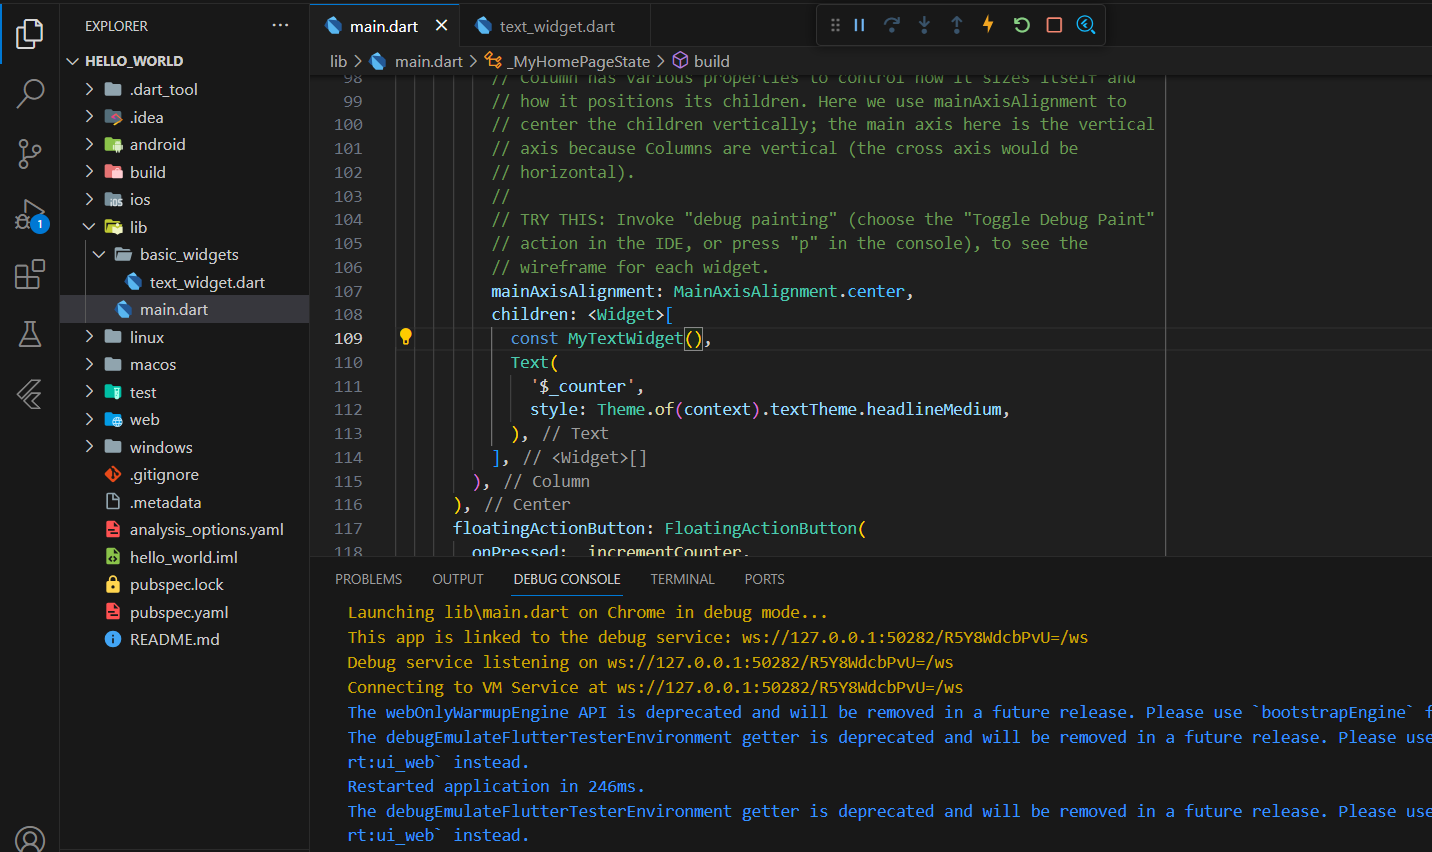 EXPLORER
HELLO_WORLD
.dart_tool
.idea
android
build
ios
lib
basic_widgets
text_widget.dart
main.dart
linux
macos
test
web
windows
.gitignore
.metadata
analysis_options.yaml
hello_world.iml
pubspec.lock
pubspec.yaml
README.md
1
main.dart
text_widget.dart
lib > main.dart > _MyHomePageState > build
98 // Column has various properties to control how it sizes itself and
99 // how it positions its children. Here we use mainAxisAlignment to
100 // center the children vertically; the main axis here is the vertical
101 // axis because Columns are vertical (the cross axis would be
102 // horizontal).
103 //
104 // TRY THIS: Invoke "debug painting" (choose the "Toggle Debug Paint"
105 // action in the IDE, or press "p" in the console), to see the
106 // wireframe for each widget.
107 mainAxisAlignment: MainAxisAlignment.center,
108 children: <Widget>[
109 const MyTextWidget(),
110 Text(
111 '$_counter',
112 style: Theme.of(context).textTheme.headlineMedium,
113 ), // Text
114 ], // <Widget>[]
115 ), // Column
116 ), // Center
117 floatingActionButton: FloatingActionButton(
118 onPressed: _incrementCounter,
PROBLEMS OUTPUT DEBUG CONSOLE TERMINAL PORTS
Launching lib\main.dart on Chrome in debug mode...
This app is linked to the debug service: ws://127.0.0.1:50282/R5Y8WdcbPvU=/ws
Debug service listening on ws://127.0.0.1:50282/R5Y8WdcbPvU=/ws
Connecting to VM Service at ws://127.0.0.1:50282/R5Y8WdcbPvU=/ws
The webOnlyWarmupEngine API is deprecated and will be removed in a future release. Please use `bootstrapEngine` f
The debugEmulateFlutterTesterEnvironment getter is deprecated and will be removed in a future release. Please use
rt:ui_web` instead.
Restarted application in 246ms.
The debugEmulateFlutterTesterEnvironment getter is deprecated and will be removed in a future release. Please use
rt:ui_web` instead.